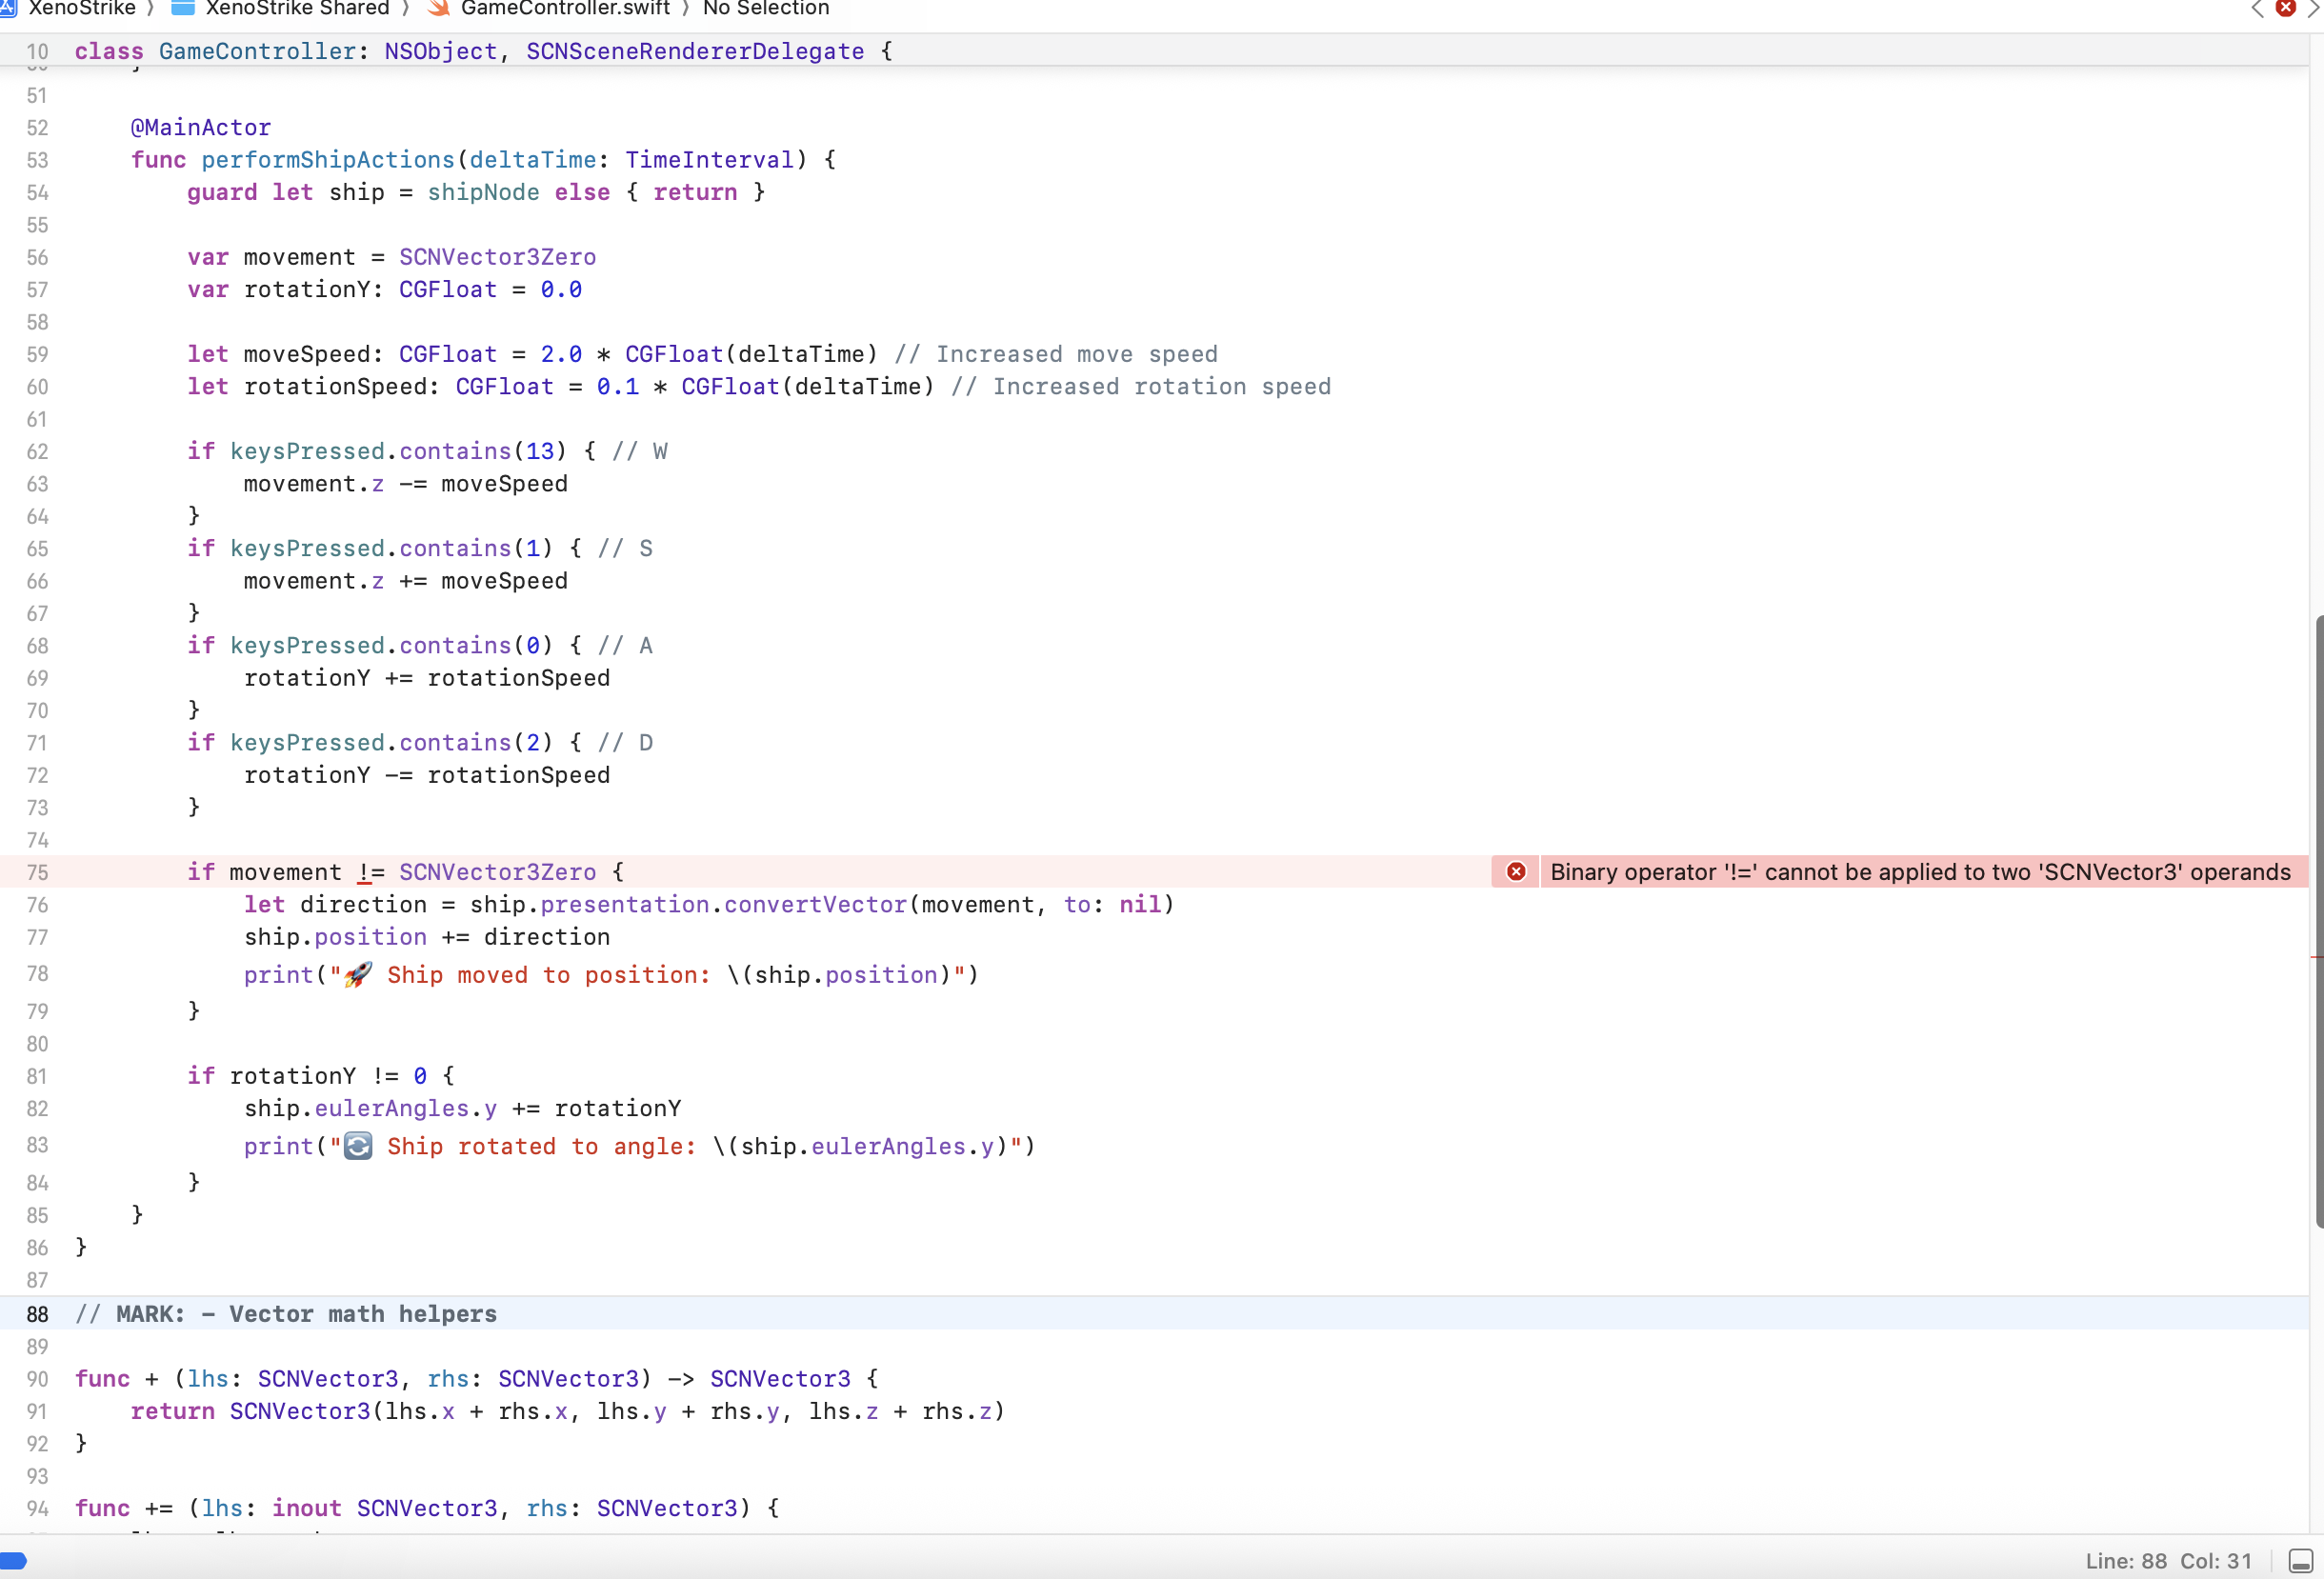 XenoStrike 〉 XenoStrike Shared 〉 GameController.swift 〉 No Selection
10 class GameController: NSObject, SCNSceneRendererDelegate {
51
52     @MainActor
53     func performShipActions(deltaTime: TimeInterval) {
54         guard let ship = shipNode else { return }
55
56         var movement = SCNVector3Zero
57         var rotationY: CGFloat = 0.0
58
59         let moveSpeed: CGFloat = 2.0 * CGFloat(deltaTime) // Increased move speed
60         let rotationSpeed: CGFloat = 0.1 * CGFloat(deltaTime) // Increased rotation speed
61
62         if keysPressed.contains(13) { // W
63             movement.z -= moveSpeed
64         }
65         if keysPressed.contains(1) { // S
66             movement.z += moveSpeed
67         }
68         if keysPressed.contains(0) { // A
69             rotationY += rotationSpeed
70         }
71         if keysPressed.contains(2) { // D
72             rotationY -= rotationSpeed
73         }
74
75         if movement != SCNVector3Zero { Binary operator '!=' cannot be applied to two 'SCNVector3' operands
76             let direction = ship.presentation.convertVector(movement, to: nil)
77             ship.position += direction
78             print("🚀 Ship moved to position: \(ship.position)")
79         }
80
81         if rotationY != 0 {
82             ship.eulerAngles.y += rotationY
83             print("🔄 Ship rotated to angle: \(ship.eulerAngles.y)")
84         }
85     }
86 }
87
88 // MARK: - Vector math helpers
89
90 func + (lhs: SCNVector3, rhs: SCNVector3) -> SCNVector3 {
91     return SCNVector3(lhs.x + rhs.x, lhs.y + rhs.y, lhs.z + rhs.z)
92 }
93
94 func += (lhs: inout SCNVector3, rhs: SCNVector3) {
Line: 88 Col: 31